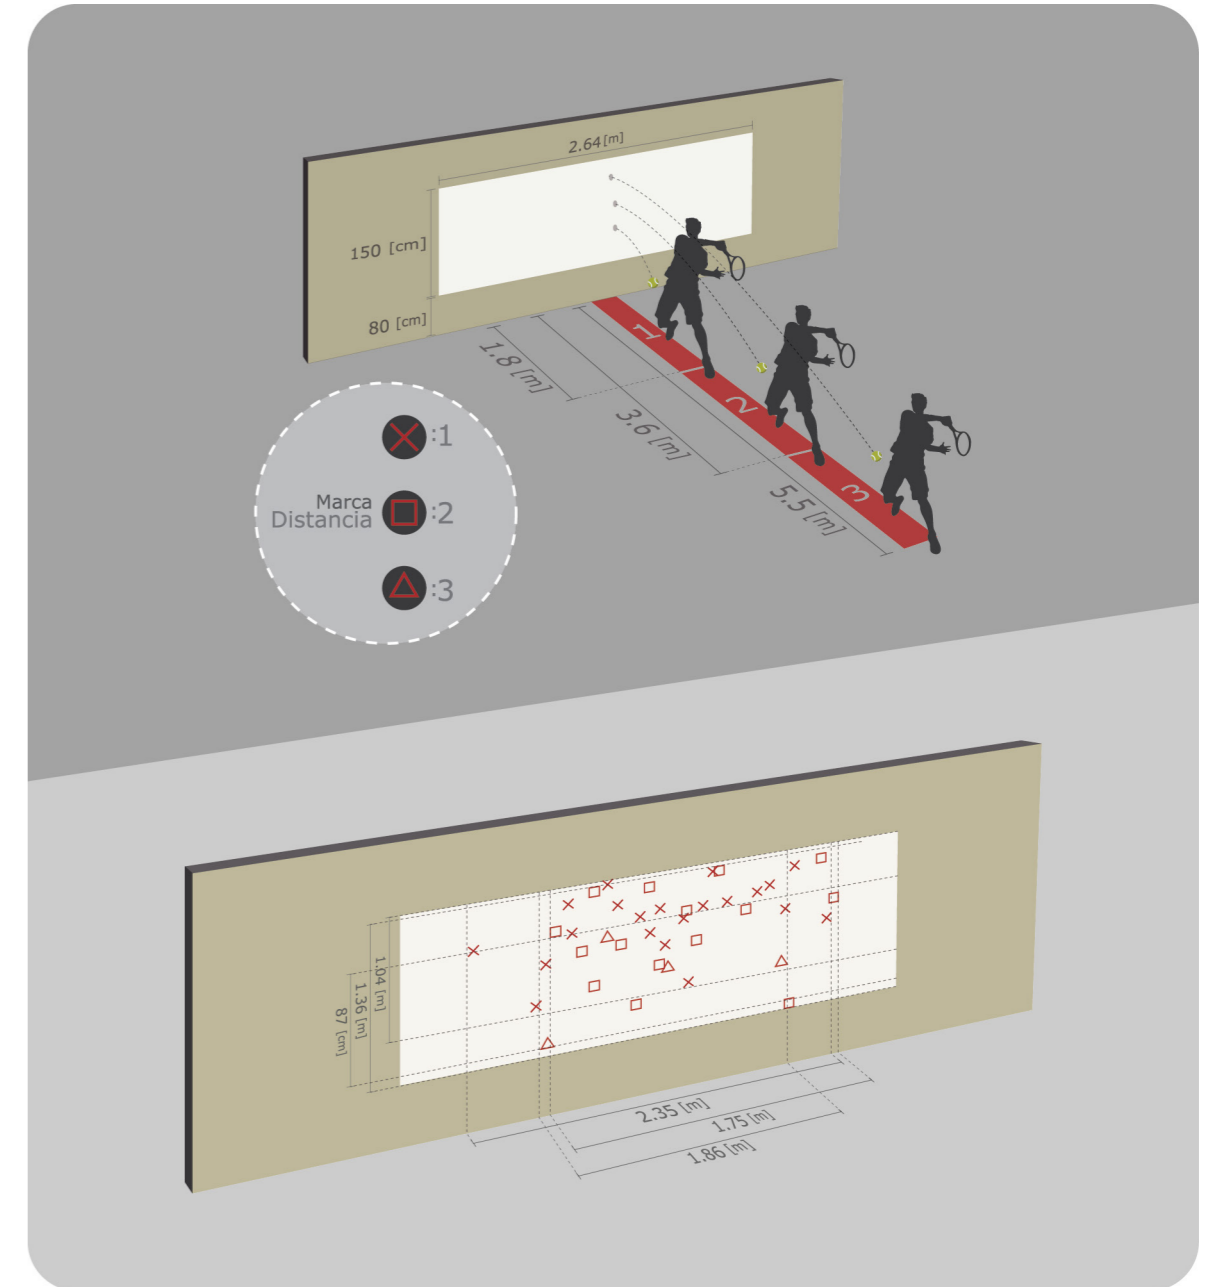 2.64 [m]
150 [cm]
80 [cm]
1
2
3
1.8 [m]
3.6 [m]
5.5 [m]
:1
Marca
Distancia
:2
:3
1.04 [m]
1.36 [m]
87 [cm]
2.35 [m]
1.75 [m]
1.86 [m]